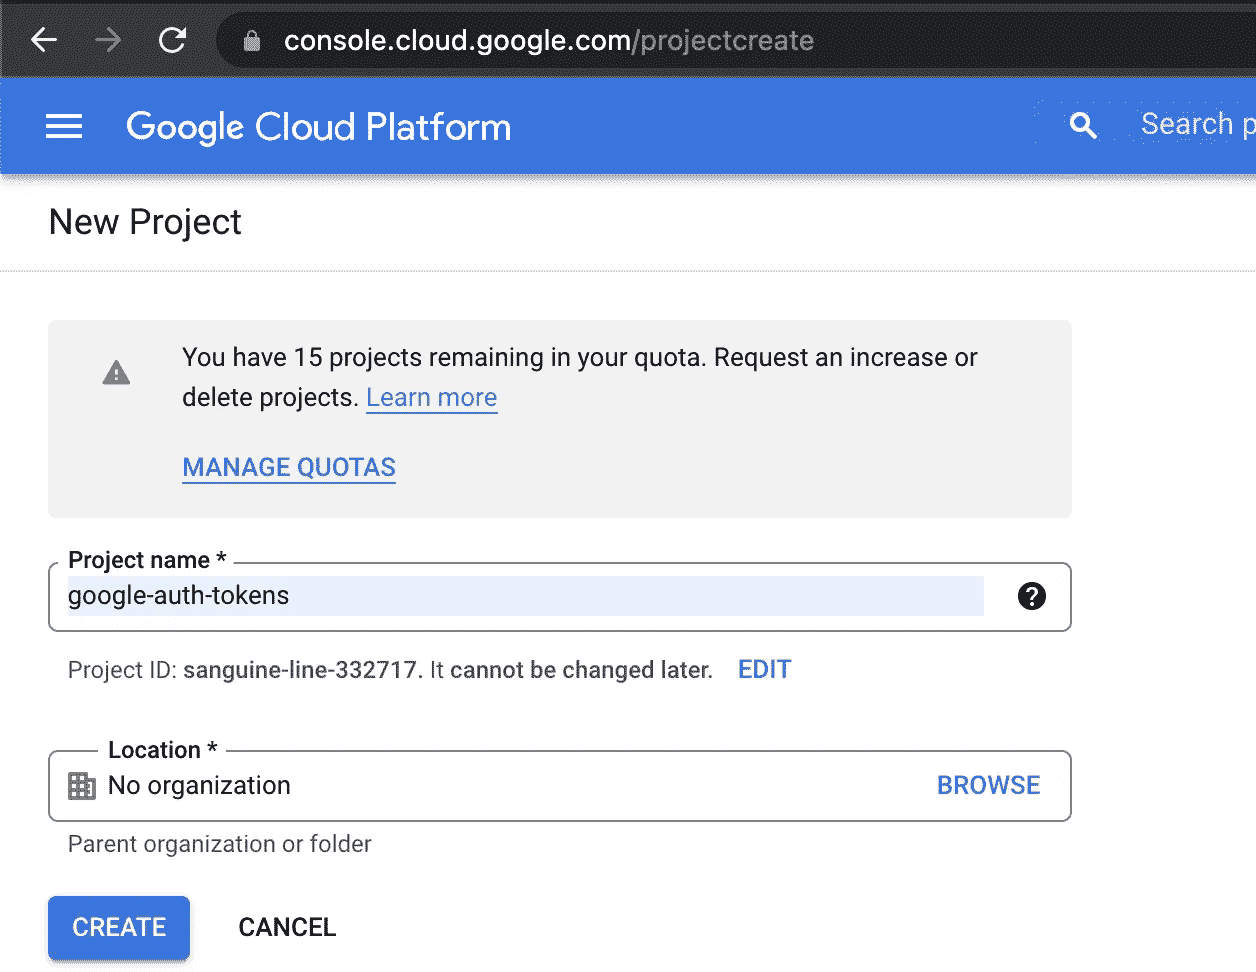 console.cloud.google.com/projectcreate
Google Cloud Platform
Search p
New Project
You have 15 projects remaining in your quota. Request an increase or
delete projects. Learn more
MANAGE QUOTAS
Project name *
google-auth-tokens
Project ID: sanguine-line-332717. It cannot be changed later. EDIT
Location *
No organization BROWSE
Parent organization or folder
CREATE CANCEL